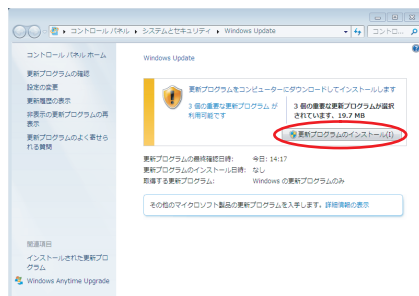 コントロール パネル ▸ システムとセキュリティ ▸ Windows Update
コントロ...
コントロール パネル ホーム
更新プログラムの確認
設定の変更
更新履歴の表示
非表示の更新プログラムの再
表示
更新プログラムのよく寄せら
れる質問
関連項目
インストールされた更新プロ
グラム
Windows Anytime Upgrade
Windows Update
更新プログラムをコンピューターにダウンロードしてインストールします
3 個の重要な更新プログラム が
利用可能です
3 個の重要な更新プログラムが選択
されています、19.7 MB
更新プログラムのインストール(I)
更新プログラムの最終確認日時: 今日: 14:17
更新プログラムのインストール日時: なし
取得する更新プログラム: Windows の更新プログラムのみ
その他のマイクロソフト製品の更新プログラムを入手します。 詳細情報の表示